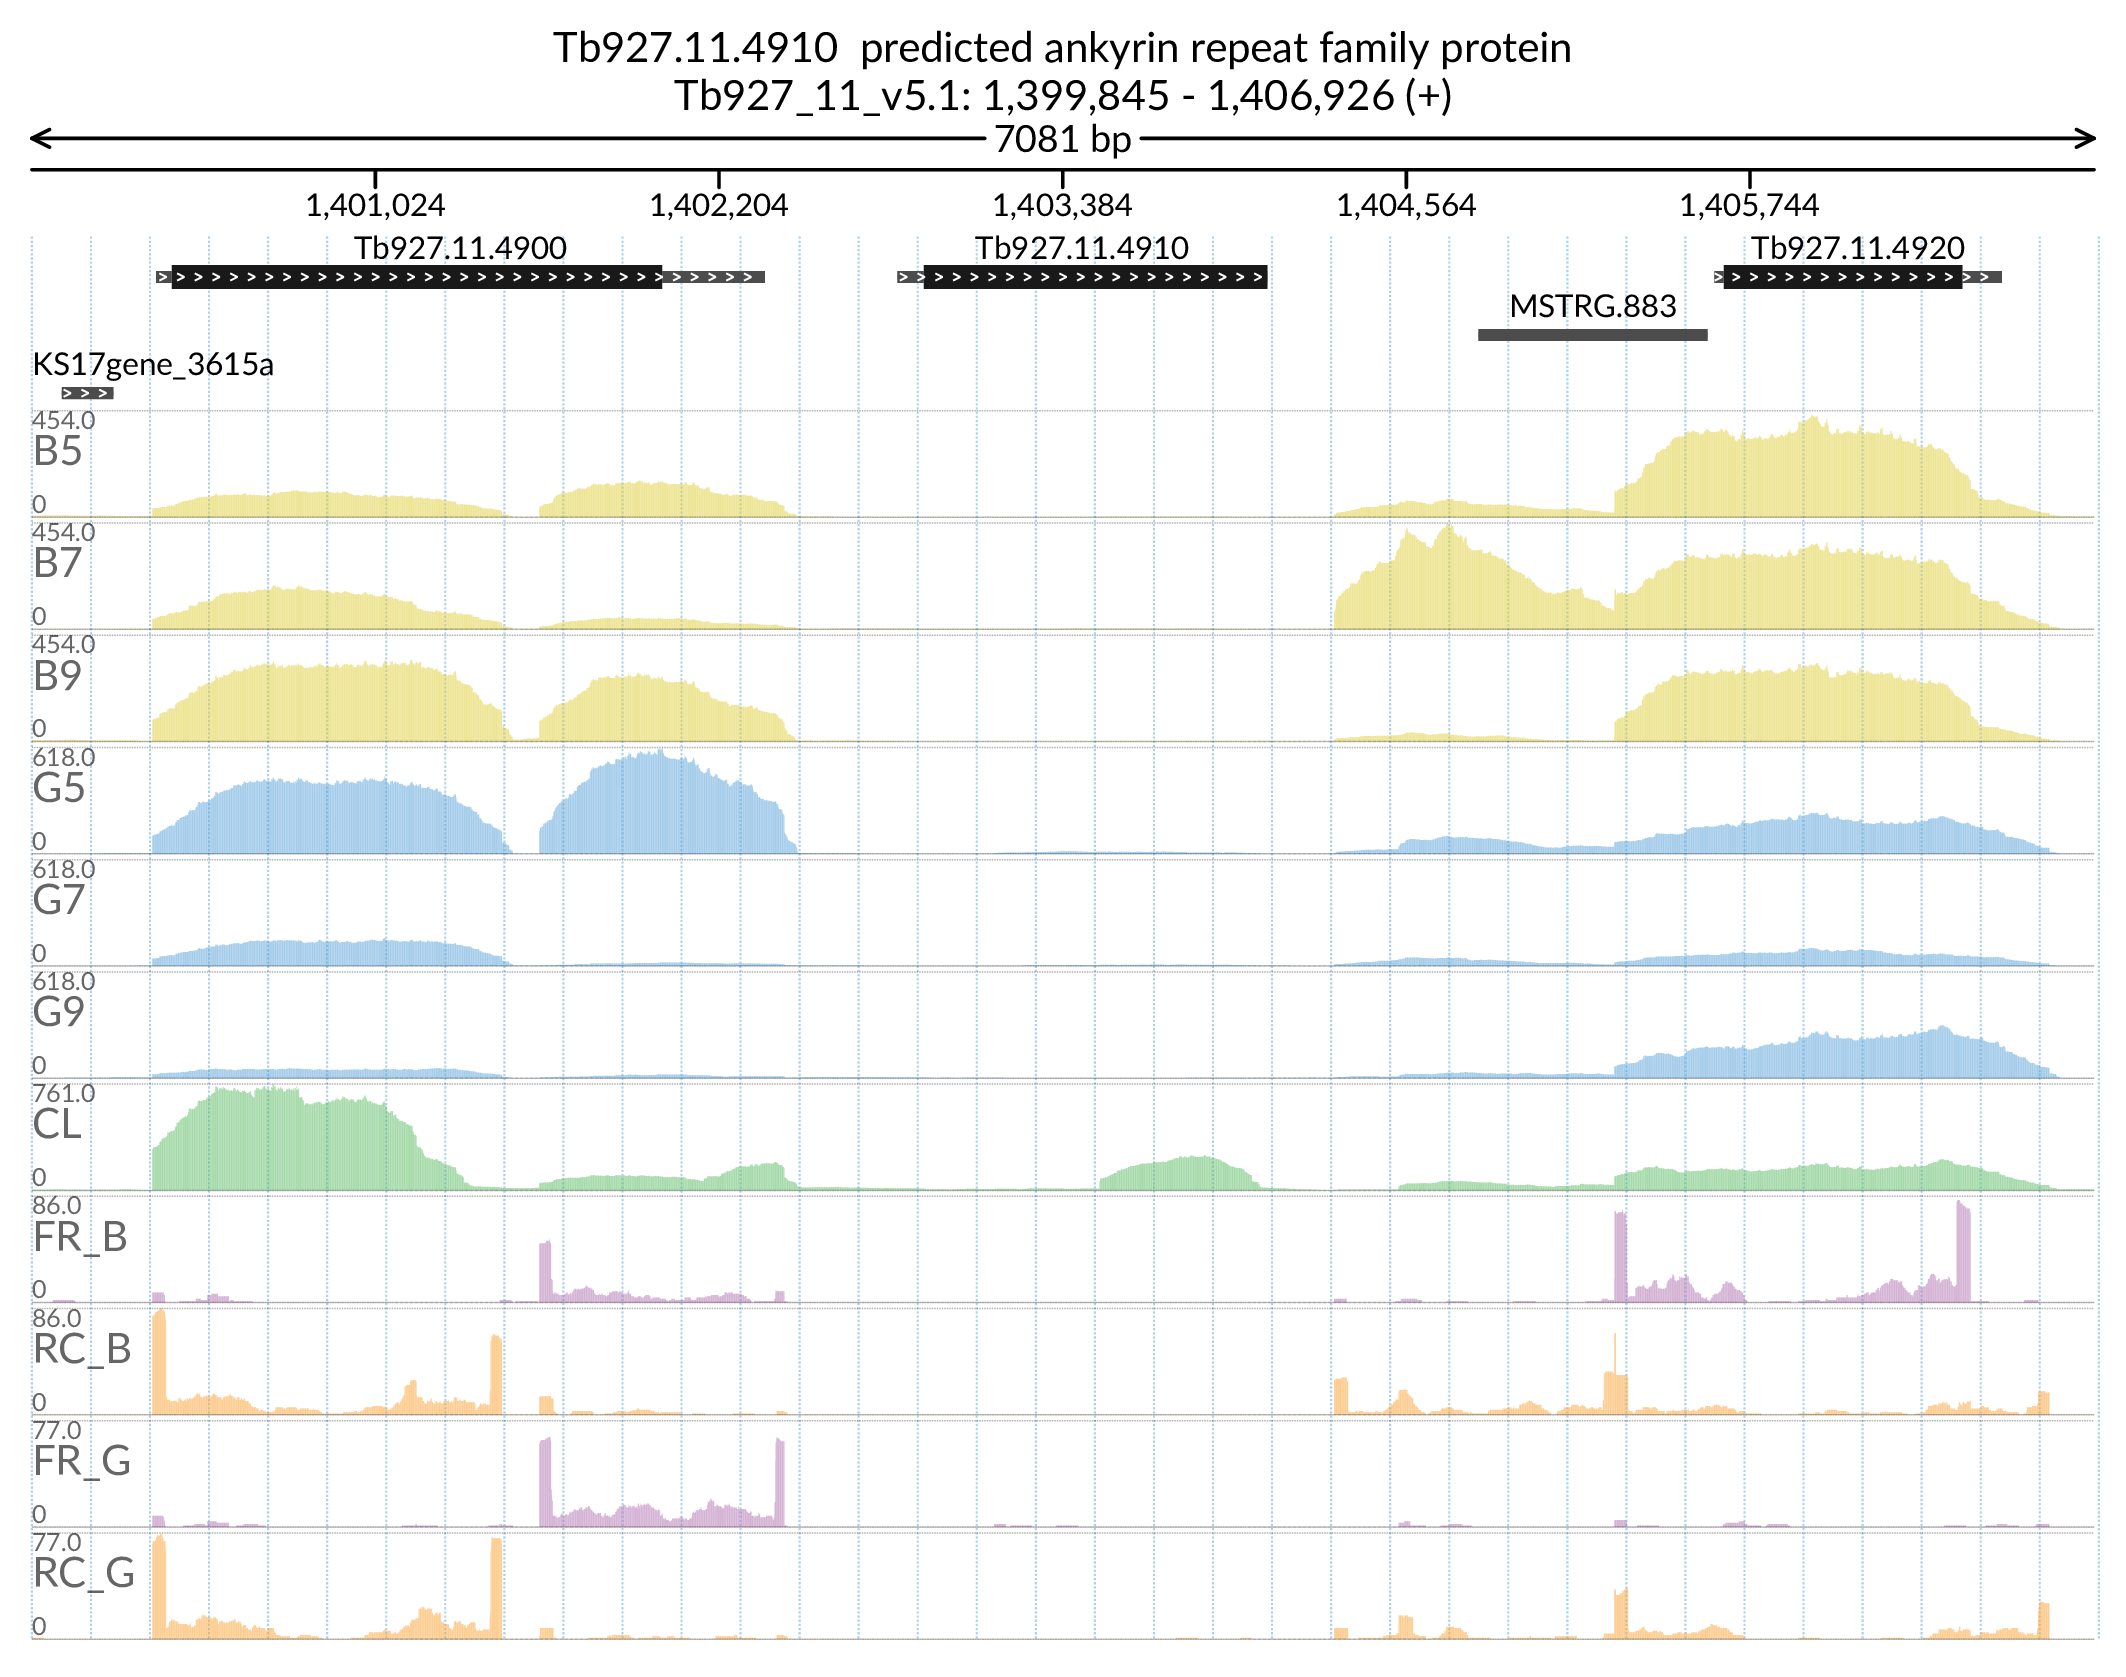 Tb927.11.4910  predicted ankyrin repeat family protein
Tb927_11_v5.1: 1,399,845 - 1,406,926 (+)
7081 bp
1,401,024 1,402,204 1,403,384 1,404,564 1,405,744
Tb927.11.4900 Tb927.11.4910 Tb927.11.4920
MSTRG.883
KS17gene_3615a
454.0
B5
0
454.0
B7
0
454.0
B9
0
618.0
G5
0
618.0
G7
0
618.0
G9
0
761.0
CL
0
86.0
FR_B
0
86.0
RC_B
0
77.0
FR_G
0
77.0
RC_G
0